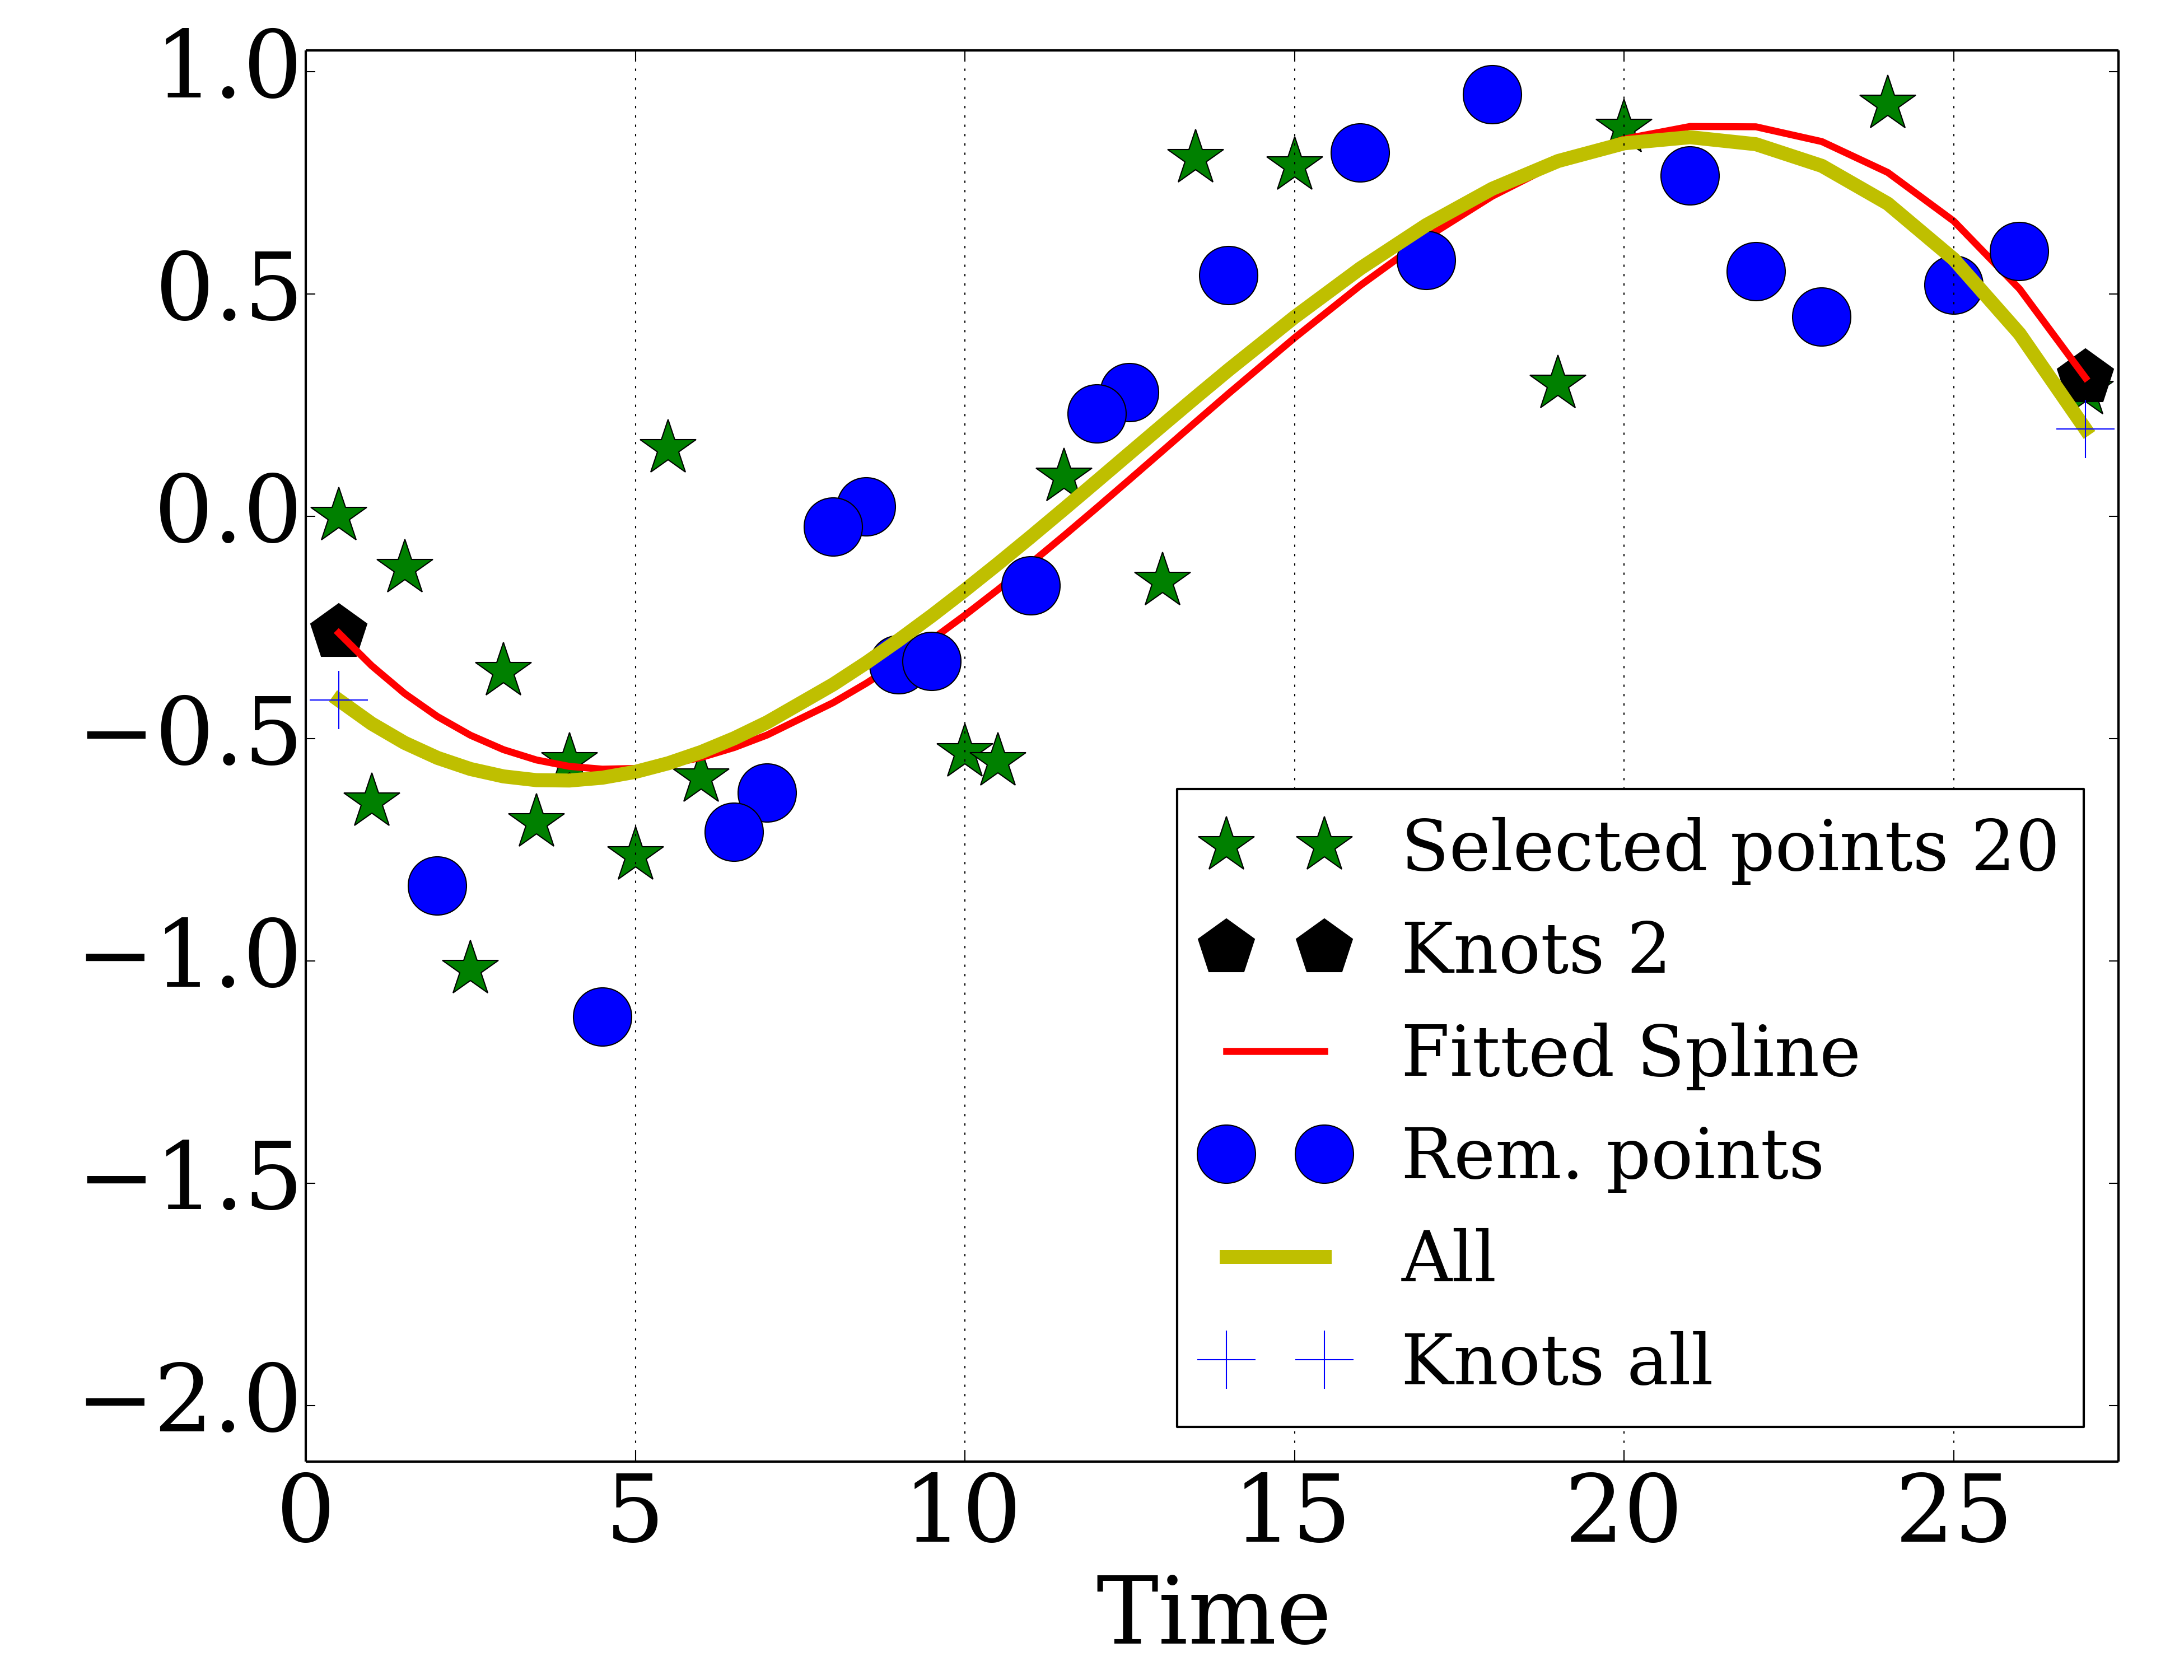 1.0
0.5
0.0
−0.5
−1.0
−1.5
−2.0
0 5 10 15 20 25
Time
Selected points 20
Knots 2
Fitted Spline
Rem. points
All
Knots all